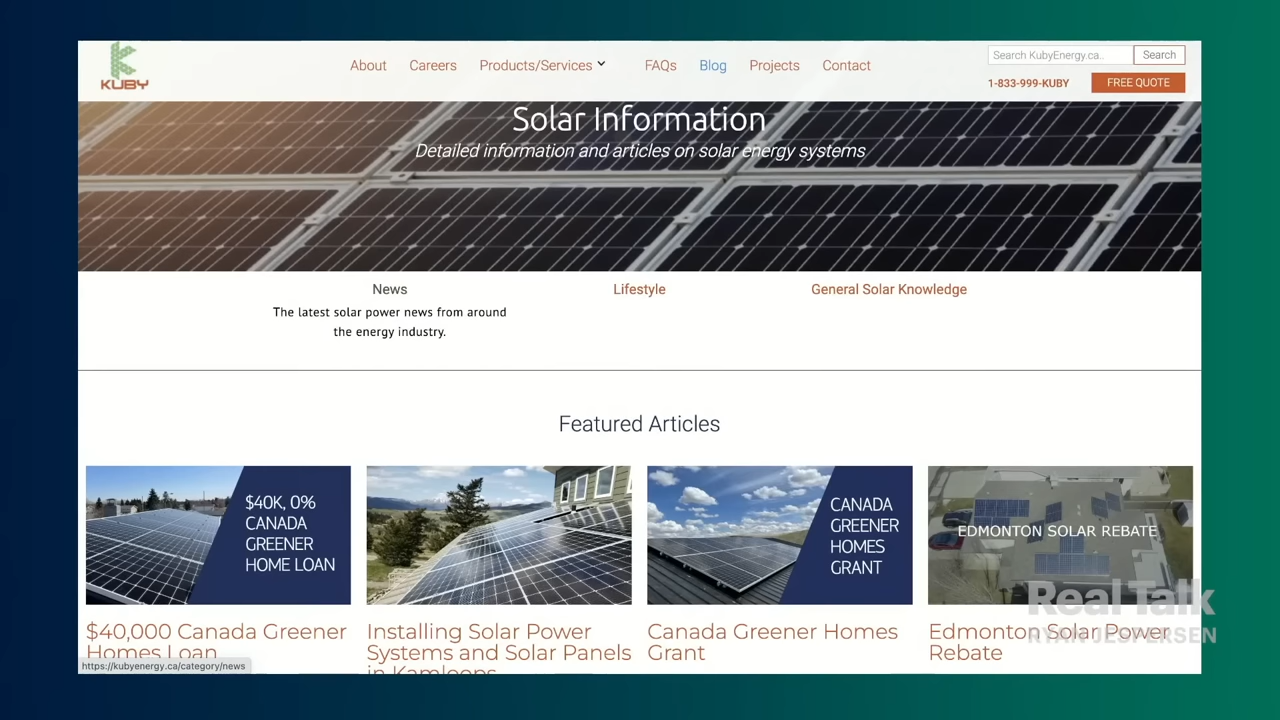 KUBY
About
Careers
Products/Services
FAQs
Blog
Projects
Contact
Search KubyEnergy.ca..
Search
1-833-999-KUBY
FREE QUOTE
Solar Information
Detailed information and articles on solar energy systems
News
The latest solar power news from around
the energy industry.
Lifestyle
General Solar Knowledge
Featured Articles
$40K, 0%
CANADA
GREENER
HOME LOAN
CANADA
GREENER
HOMES
GRANT
EDMONTON SOLAR REBATE
$40,000 Canada Greener
Homes Loan
Installing Solar Power
Systems and Solar Panels
in Kamloops
Canada Greener Homes
Grant
Edmonton Solar Power
Rebate
https://kubyenergy.ca/category/news
Real Talk
RYAN JESPERSEN